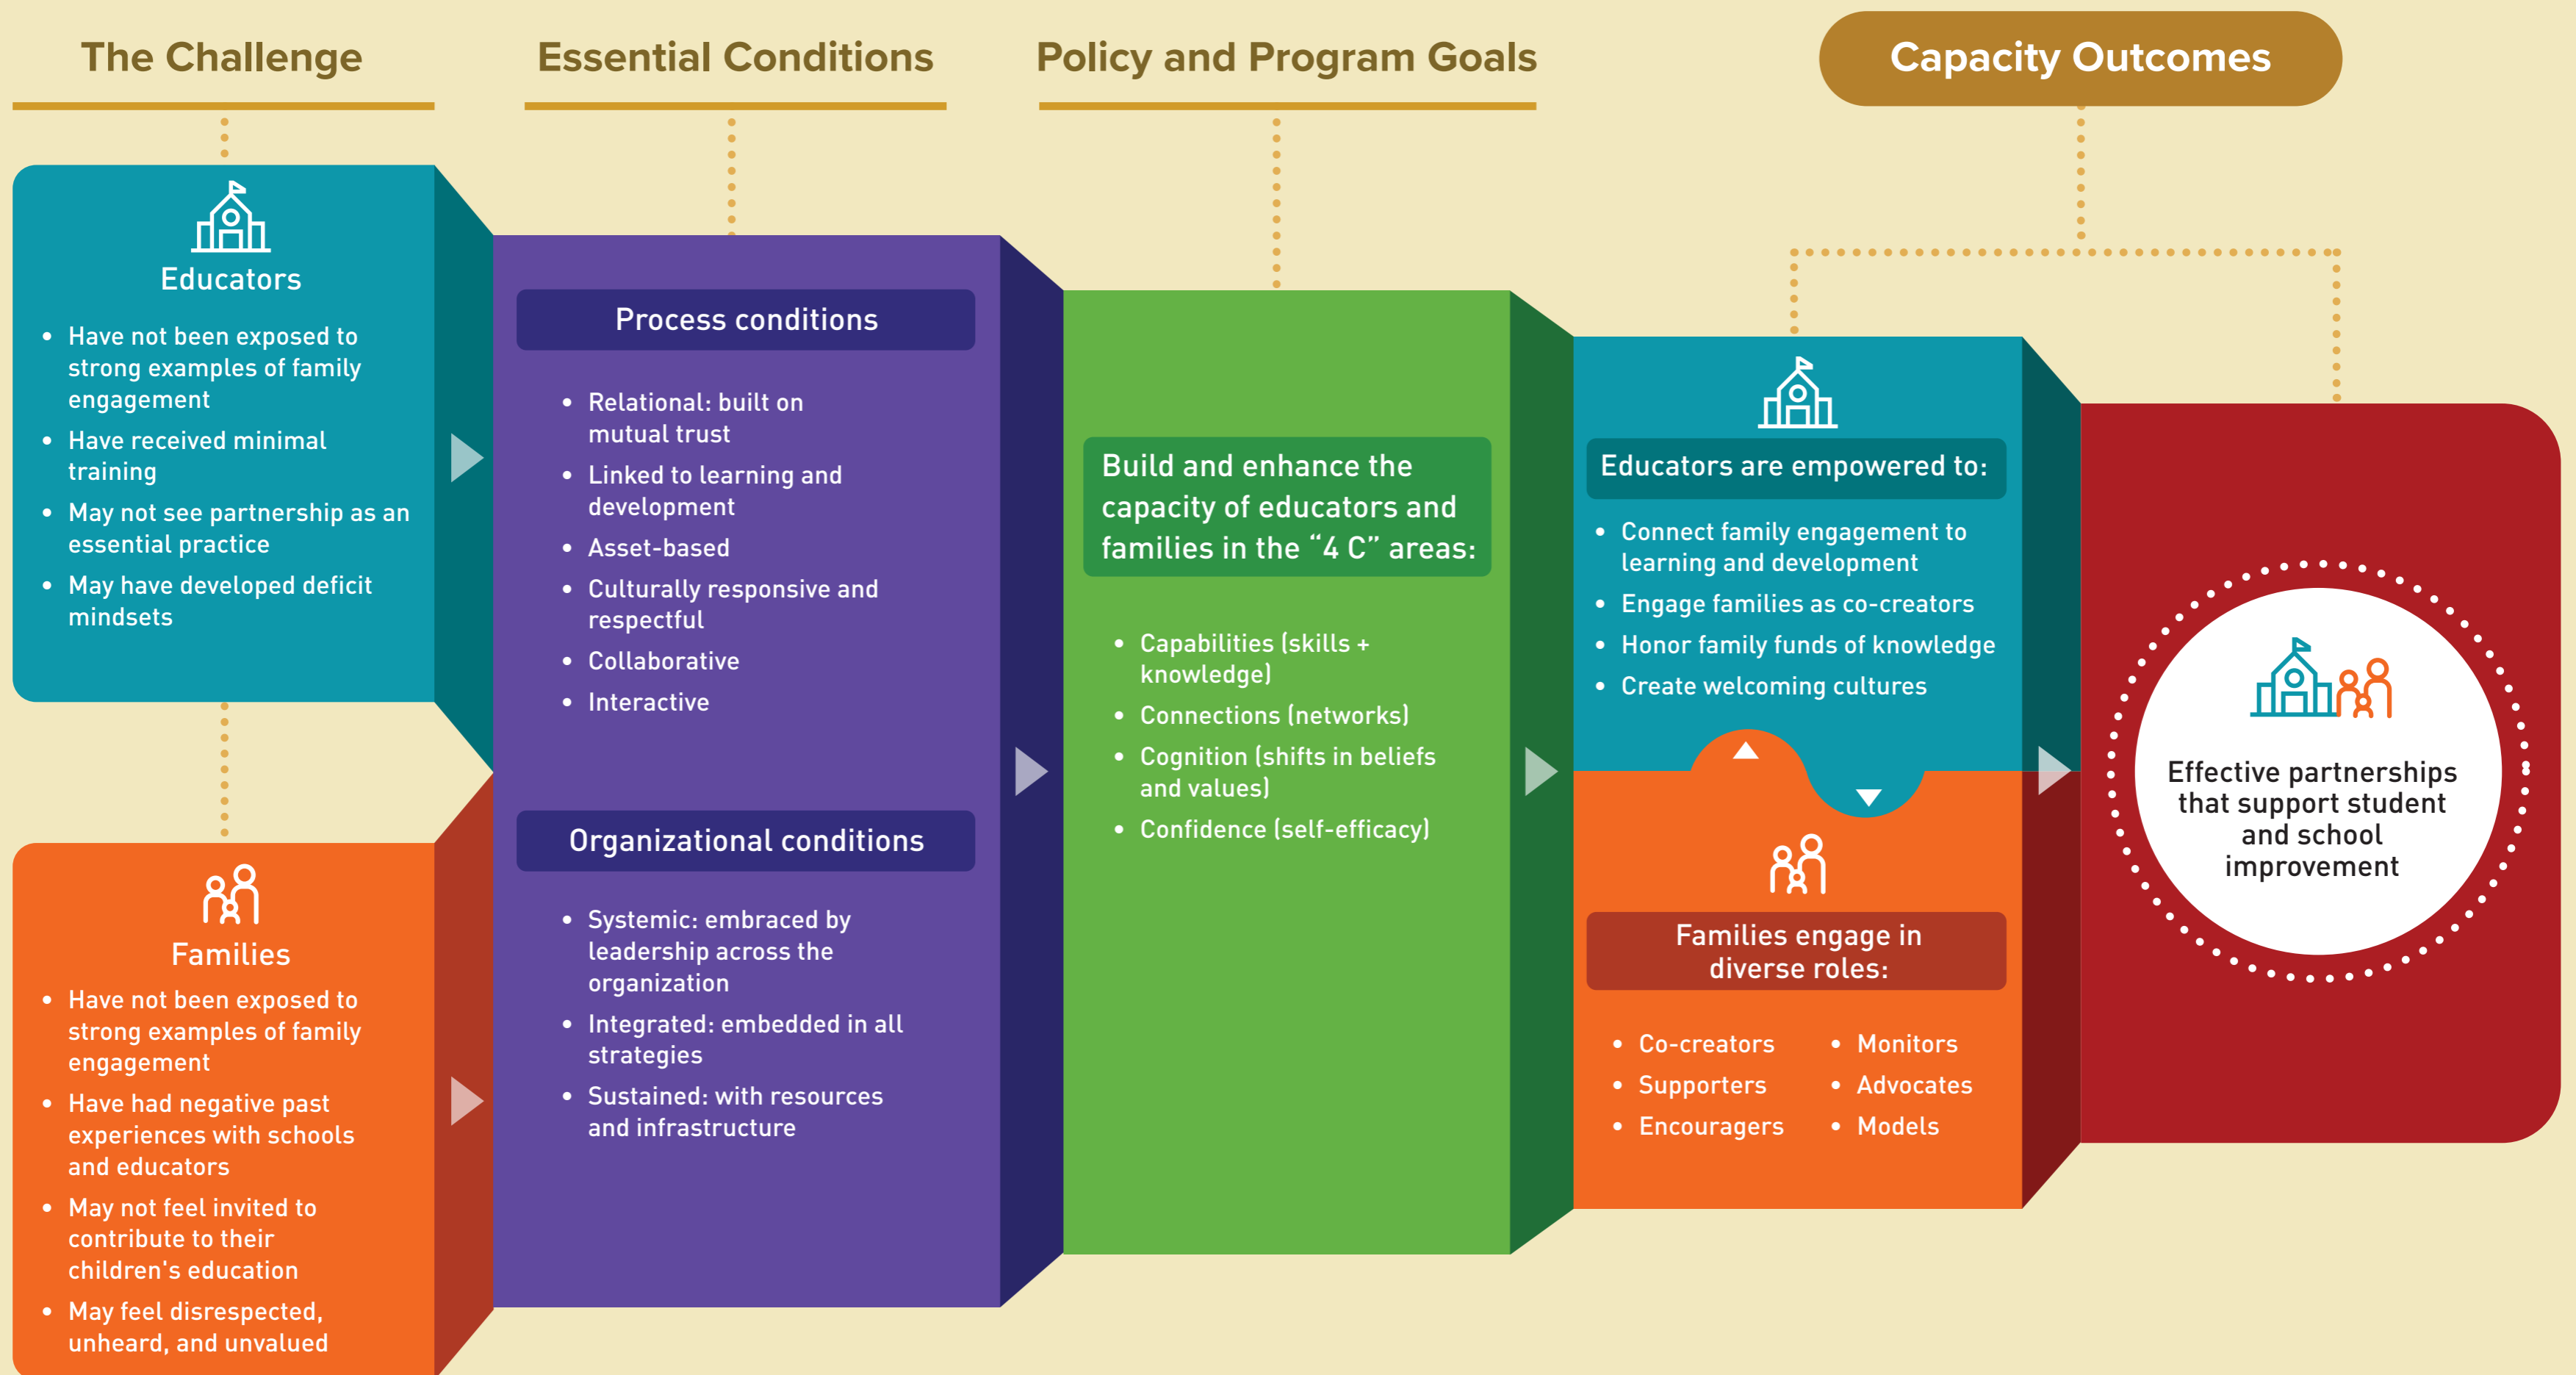 The Challenge
Educators
• Have not been exposed to
strong examples of family
engagement
• Have received minimal
training
• May not see partnership as an
essential practice
• May have developed deficit
mindsets
Families
• Have not been exposed to
strong examples of family
engagement
• Have had negative past
experiences with schools
and educators
• May not feel invited to
contribute to their
children's education
• May feel disrespected,
unheard, and unvalued
Essential Conditions
Process conditions
• Relational: built on
mutual trust
• Linked to learning and
development
• Asset-based
• Culturally responsive and
respectful
• Collaborative
• Interactive
Organizational conditions
• Systemic: embraced by
leadership across the
organization
• Integrated: embedded in all
strategies
• Sustained: with resources
and infrastructure
Policy and Program Goals
Build and enhance the
capacity of educators and
families in the “4 C” areas:
• Capabilities (skills +
knowledge)
• Connections (networks)
• Cognition (shifts in beliefs
and values)
• Confidence (self-efficacy)
Capacity Outcomes
Educators are empowered to:
• Connect family engagement to
learning and development
• Engage families as co-creators
• Honor family funds of knowledge
• Create welcoming cultures
Families engage in
diverse roles:
• Co-creators
• Supporters
• Encouragers
• Monitors
• Advocates
• Models
Effective partnerships
that support student
and school
improvement